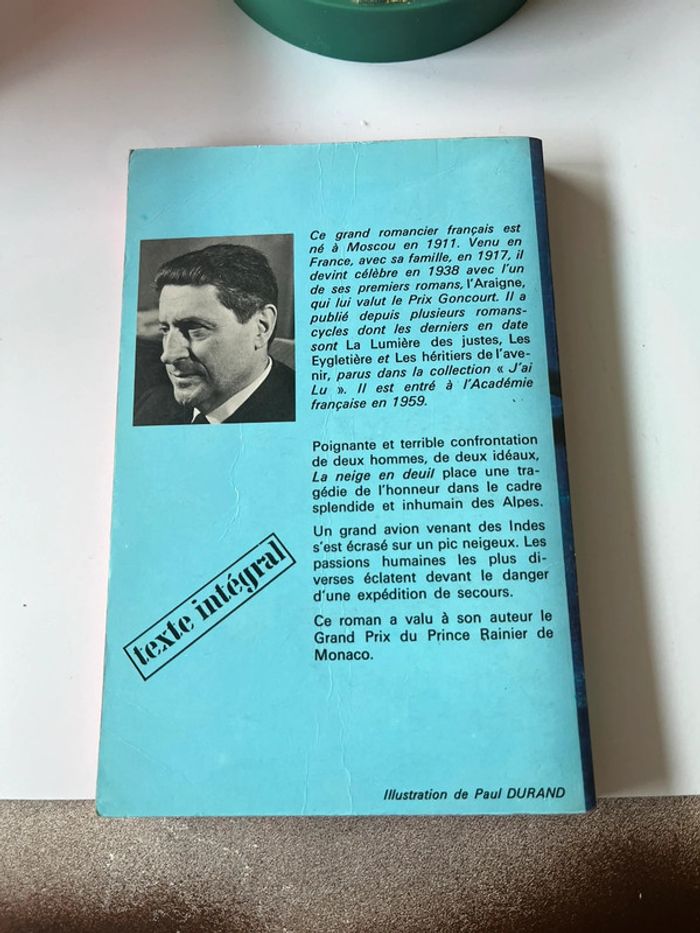 Ce grand romancier français est
né à Moscou en 1911. Venu en
France, avec sa famille, en 1917, il
devint célèbre en 1938 avec l'un
de ses premiers romans, l'Araigne,
qui lui valut le Prix Goncourt. Il a
publié depuis plusieurs romans-
cycles dont les derniers en date
sont La Lumière des justes, Les
Eygletière et Les héritiers de l'ave-
nir, parus dans la collection « J'ai
Lu ». Il est entré à l'Académie
française en 1959.
Poignante et terrible confrontation
de deux hommes, de deux idéaux,
La neige en deuil place une tra-
gédie de l'honneur dans le cadre
splendide et inhumain des Alpes.
Un grand avion venant des Indes
s'est écrasé sur un pic neigeux. Les
passions humaines les plus di-
verses éclatent devant le danger
d'une expédition de secours.
Ce roman a valu à son auteur le
Grand Prix du Prince Rainier de
Monaco.
texte intégral
Illustration de Paul DURAND